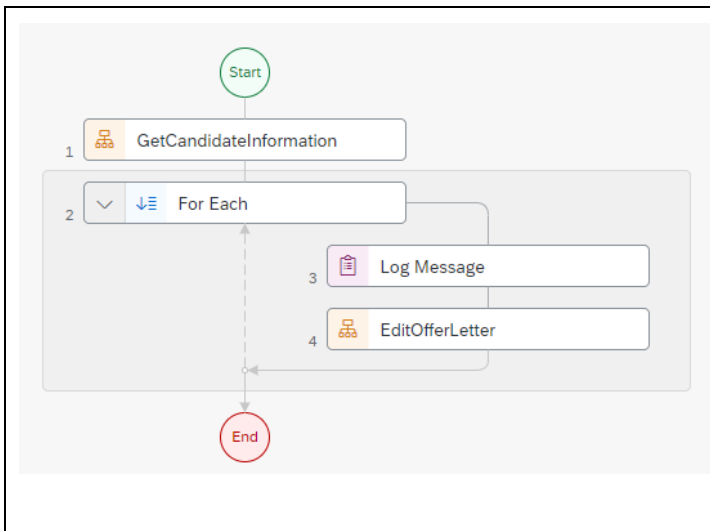 Start
1 GetCandidateInformation
2 For Each
3 Log Message
4 EditOfferLetter
End